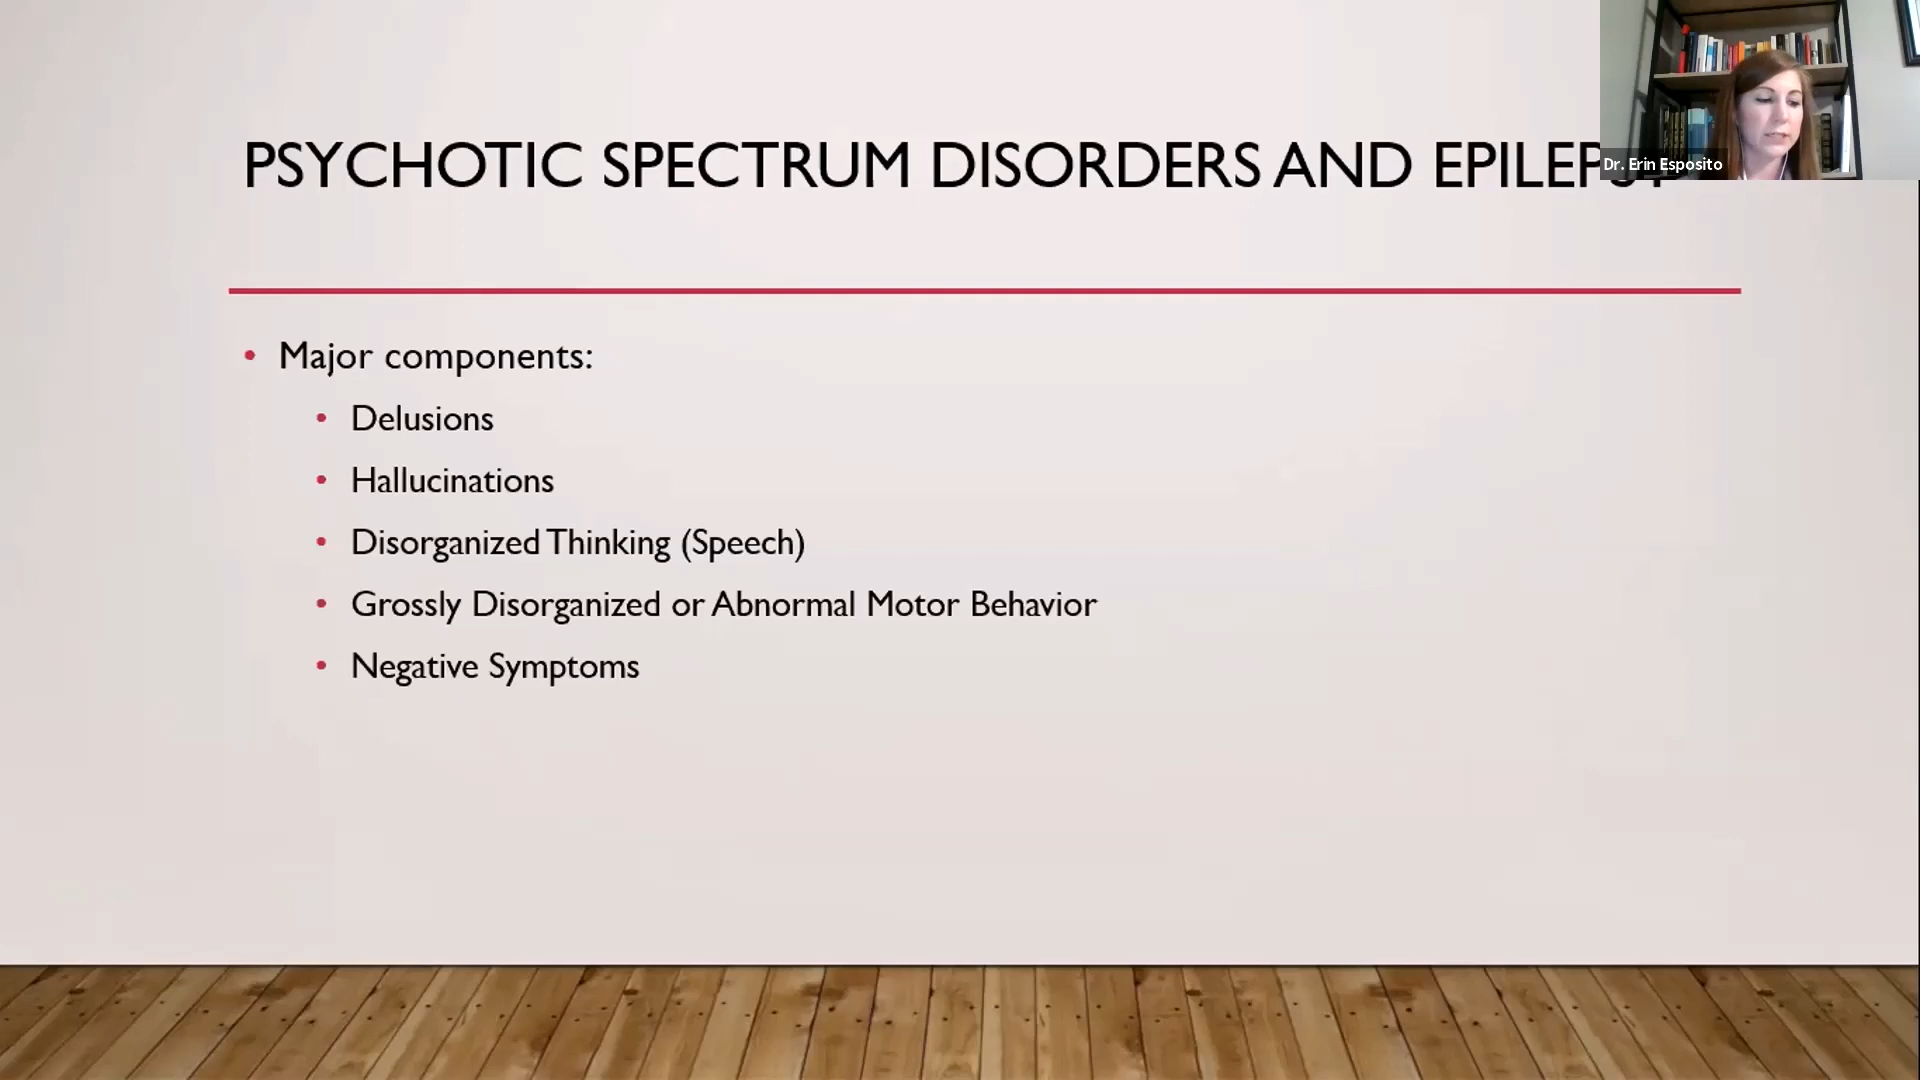 PSYCHOTIC SPECTRUM DISORDERS AND
Dr. Erin Esposito
• Major components:
• Delusions
• Hallucinations
• Disorganized Thinking (Speech)
• Grossly Disorganized or Abnormal Motor Behavior
• Negative Symptoms